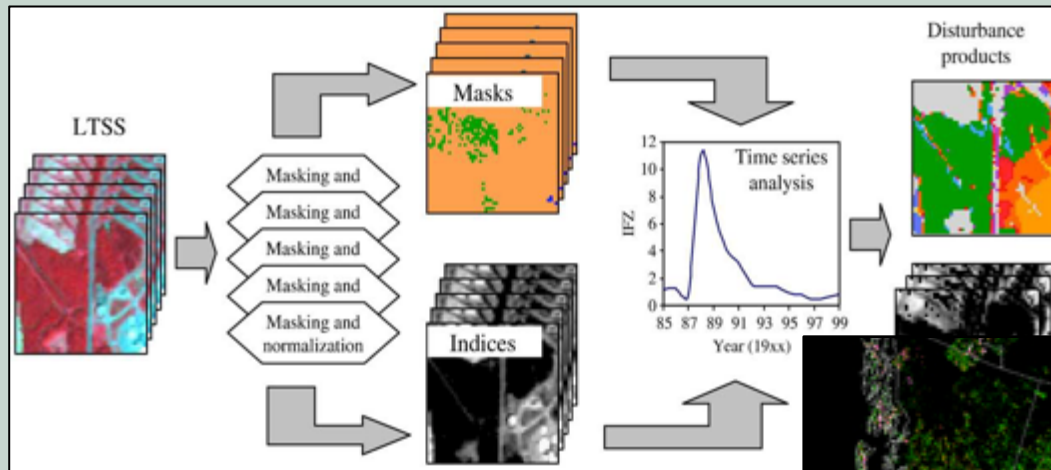 LTSS
Masking and
Masking and
Masking and
Masking and
Masking and
normalization
Masks
Indices
12
10
8
6
4
2
0
IFZ
Time series
analysis
85 87 89 91 93 95 97 99
Year (19xx)
Disturbance
products